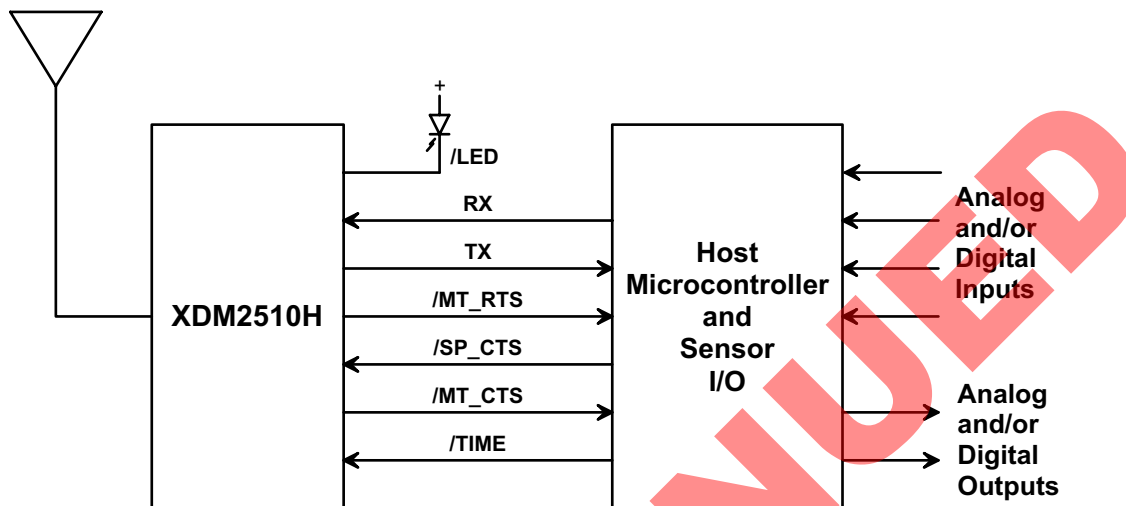 +
/LED
RX
TX
/MT_RTS
/SP_CTS
/MT_CTS
/TIME
XDM2510H
Host
Microcontroller
and
Sensor
I/O
Analog
and/or
Digital
Inputs
Analog
and/or
Digital
Outputs
NUED